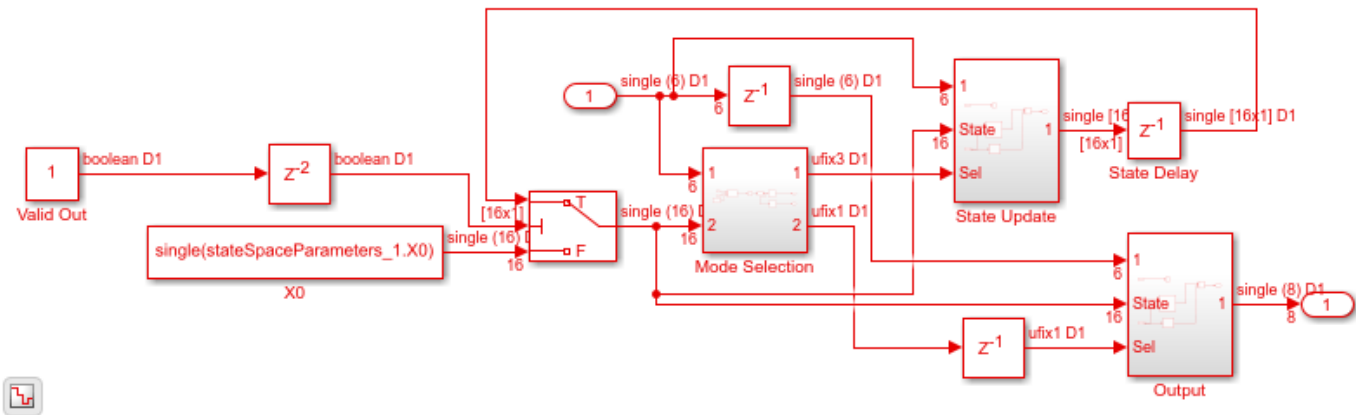 single (6) D1
single (6) D1
1
6
Z-1
1
6
State
16
Sel
1
single [16
[16x1]
Z-1
single [16x1] D1
State Delay
State Update
boolean D1
1
Valid Out
Z-2
boolean D1
[16x1]
T
F
single (16) D
16
single(stateSpaceParameters_1.X0)
X0
single (16) D
16
1
6
2
1
2
ufix3 D1
ufix1 D1
Mode Selection
1
6
State
16
Sel
1
single (8) D1
8
1
Output
Z-1
ufix1 D1